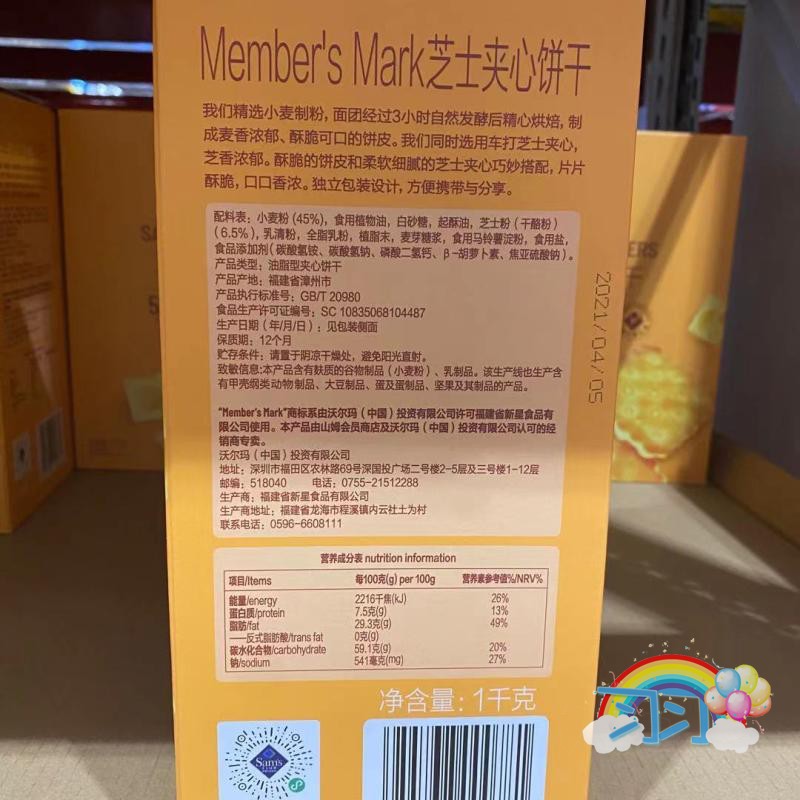 Member's Mark芝士夹心饼干
我们精选小麦制粉，面团经过3小时自然发酵后精心烘焙，制
成麦香浓郁、酥脆可口的饼皮。我们同时选用车打芝士夹心，
芝香浓郁。酥脆的饼皮和柔软细腻的芝士夹心巧妙搭配，片片
酥脆，口口香浓。独立包装设计，方便携带与分享。
配料表：小麦粉（45%），食用植物油，白砂糖，起酥油，芝士粉（干酪粉）
（6.5%），乳清粉，全脂乳粉，植脂末，麦芽糖浆，食用马铃薯淀粉，食用盐，
食品添加剂（碳酸氢铵、碳酸氢钠、磷酸二氢钙、β-胡萝卜素、焦亚硫酸钠）。
产品类型：油脂型夹心饼干
产品产地：福建省漳州市
产品执行标准号：GB/T 20980
食品生产许可证编号：SC 10835068104487
生产日期（年/月/日）：见包装侧面
保质期：12个月
贮存条件：请置于阴凉干燥处，避免阳光直射。
致敏信息:本产品含有麸质的谷物制品（小麦粉）、乳制品。该生产线也生产含
有甲壳纲类动物制品、大豆制品、蛋及蛋制品、坚果及其制品的产品。
"Member's Mark"商标系由沃尔玛（中国）投资有限公司许可福建省新星食品有
限公司使用。本产品由山姆会员商店及沃尔玛（中国）投资有限公司认可的经
销商专卖。
沃尔玛（中国）投资有限公司
地址：深圳市福田区农林路69号深国投广场二号楼2-5层及三号楼1-12层
邮编：518040 电话：0755-21512288
生产商：福建省新星食品有限公司
生产商地址：福建省龙海市程溪镇内云社土为村
联系电话：0596-6608111
2021/04/05
营养成分表 nutrition information
项目/Items 每100克(g) per 100g 营养素参考值%/NRV%
能量/energy 2216千焦(kJ) 26%
蛋白质/protein 7.5克(g) 13%
脂肪/fat 29.3克(g) 49%
——反式脂肪酸/trans fat 0克(g)
碳水化合物/carbohydrate 59.1克(g) 20%
钠/sodium 541毫克(mg) 27%
净含量：1千克
Sam's
习习